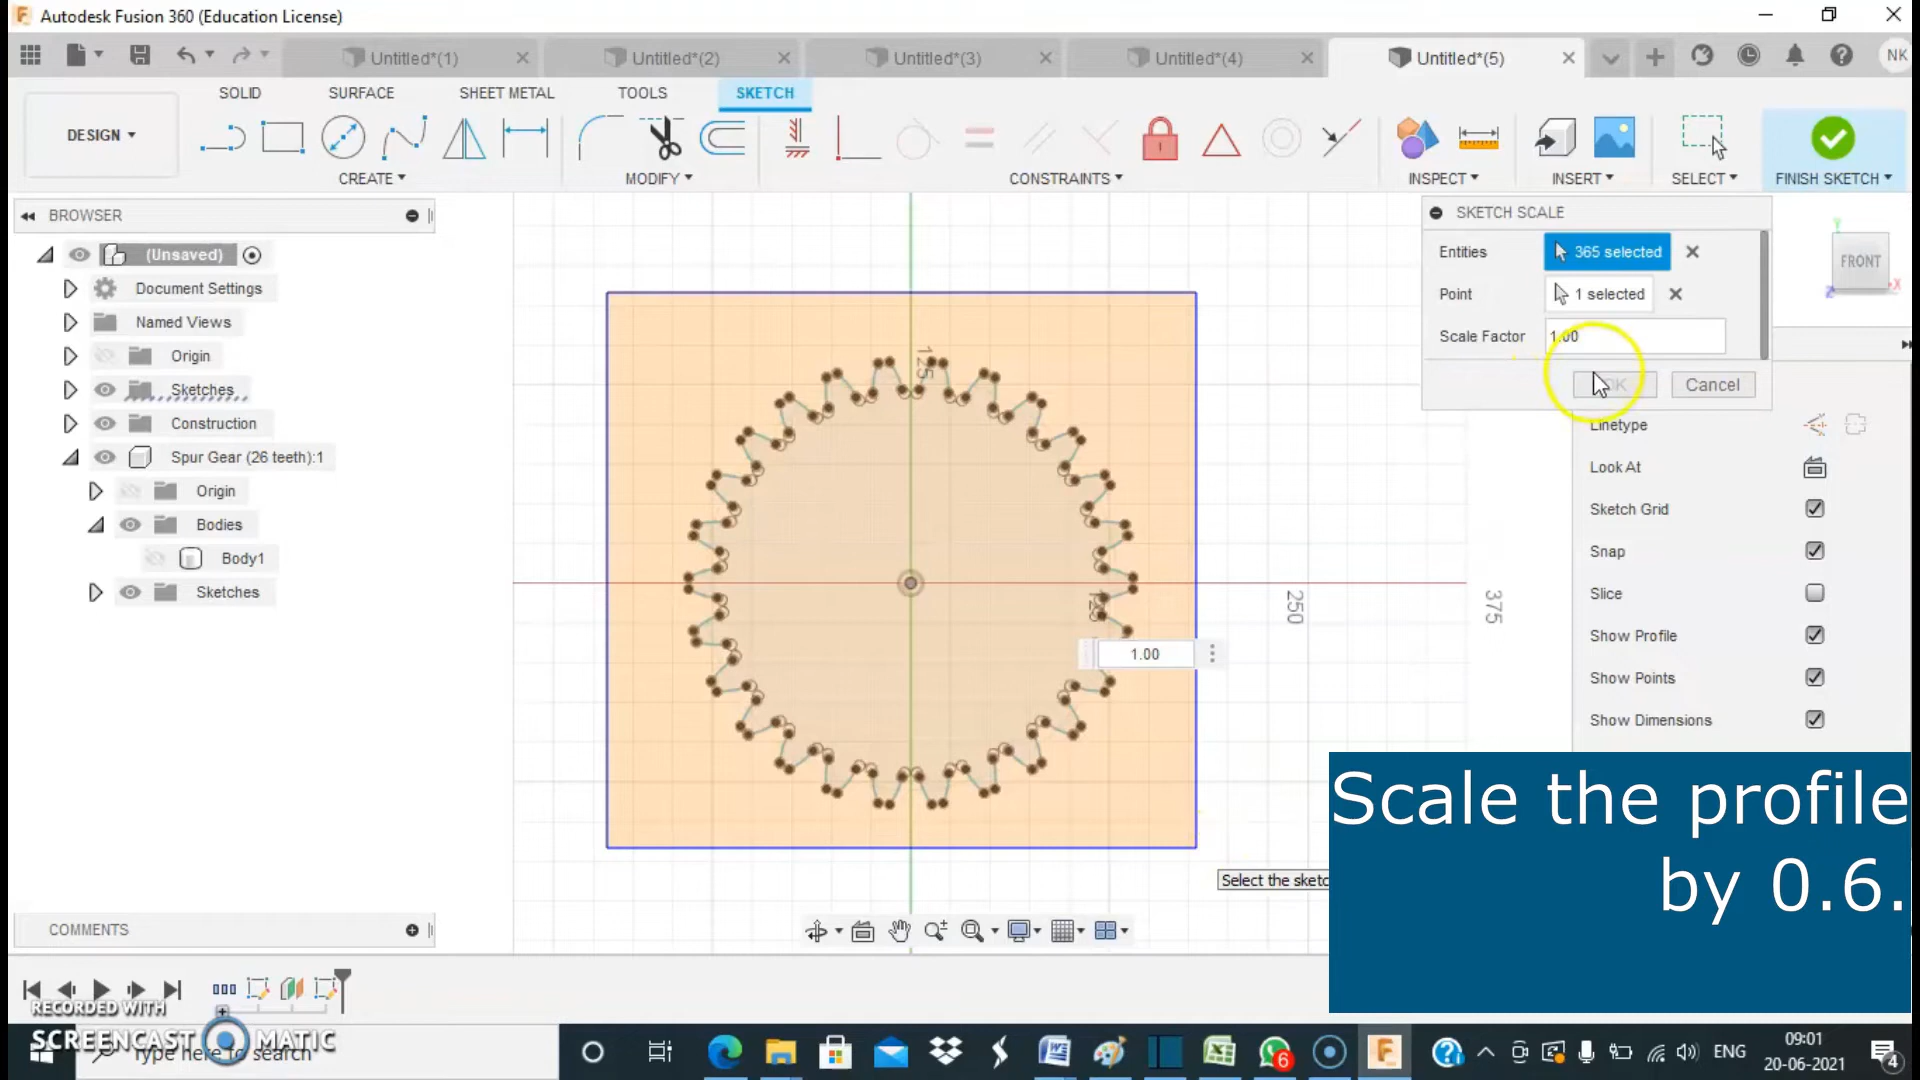 Autodesk Fusion 360 (Education License)
Untitled*(1)
Untitled*(2)
Untitled*(3)
Untitled*(4)
Untitled*(5)
NK
SOLID
SURFACE
SHEET METAL
TOOLS
SKETCH
DESIGN
CREATE
MODIFY
CONSTRAINTS
INSPECT
INSERT
SELECT
FINISH SKETCH
BROWSER
(Unsaved)
Document Settings
Named Views
Origin
Sketches
Construction
Spur Gear (26 teeth):1
Origin
Bodies
Body1
Sketches
125
125
250
375
1.00
SKETCH SCALE
Entities
365 selected
Point
1 selected
Scale Factor
1.00
OK
Cancel
FRONT
Linetype
Look At
Sketch Grid
Snap
Slice
Show Profile
Show Points
Show Dimensions
Select the sketc
Scale the profile
by 0.6.
COMMENTS
RECORDED WITH
SCREENCAST MATIC
Type here to search
6
ENG
09:01
20-06-2021
4